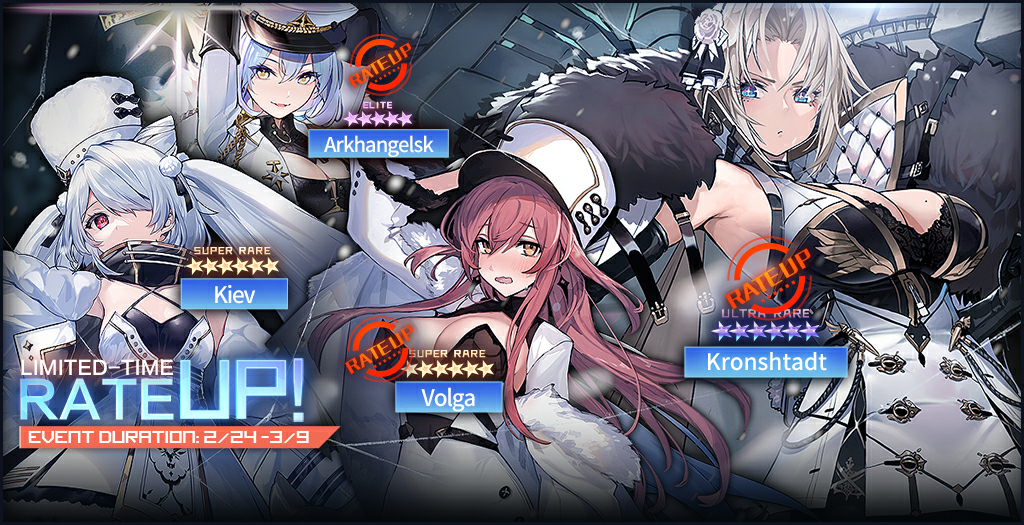 RATE UP
ELITE
Arkhangelsk
SUPER RARE
Kiev
RATE UP
SUPER RARE
Volga
RATE UP
ULTRA RARE
Kronshtadt
LIMITED-TIME
RATE UP!
EVENT DURATION: 2/24 -3/9